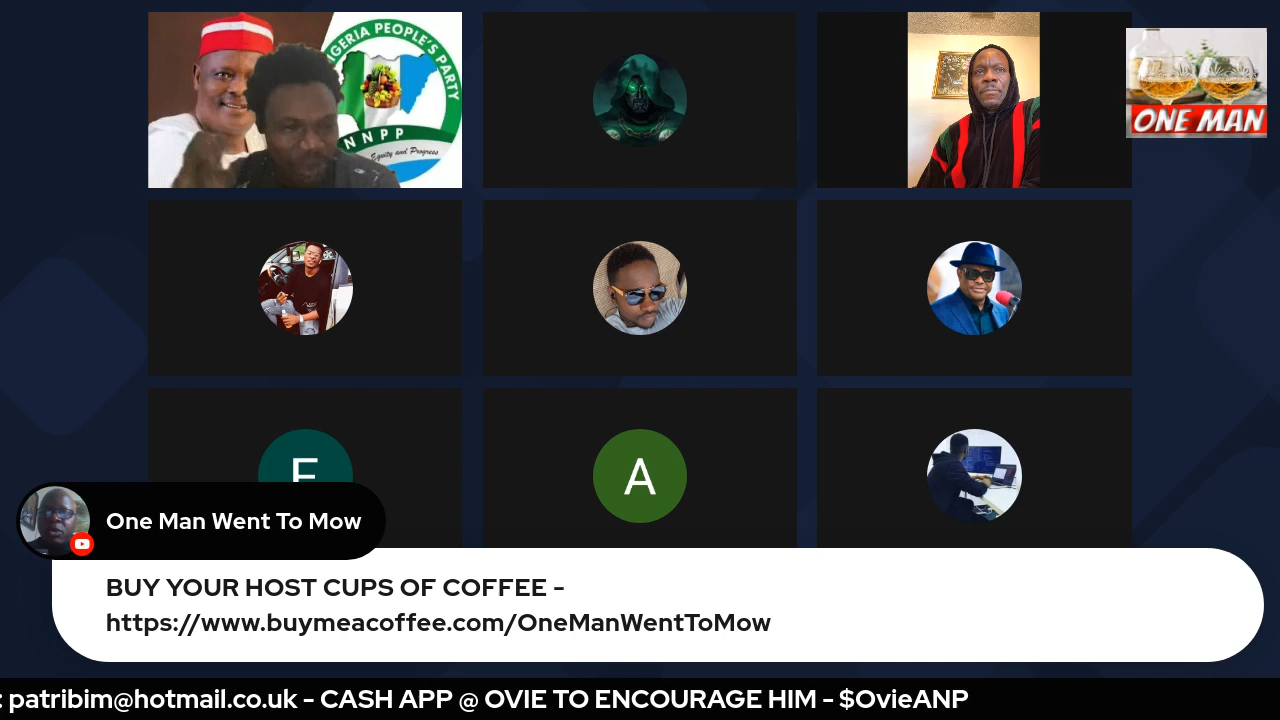 NIGERIA PEOPLE'S PARTY
NNPP
Equity and Progress
ONE MAN
A
One Man Went To Mow
BUY YOUR HOST CUPS OF COFFEE -
https://www.buymeacoffee.com/OneManWentToMow
: patribim@hotmail.co.uk - CASH APP @ OVIE TO ENCOURAGE HIM - $OvieANP